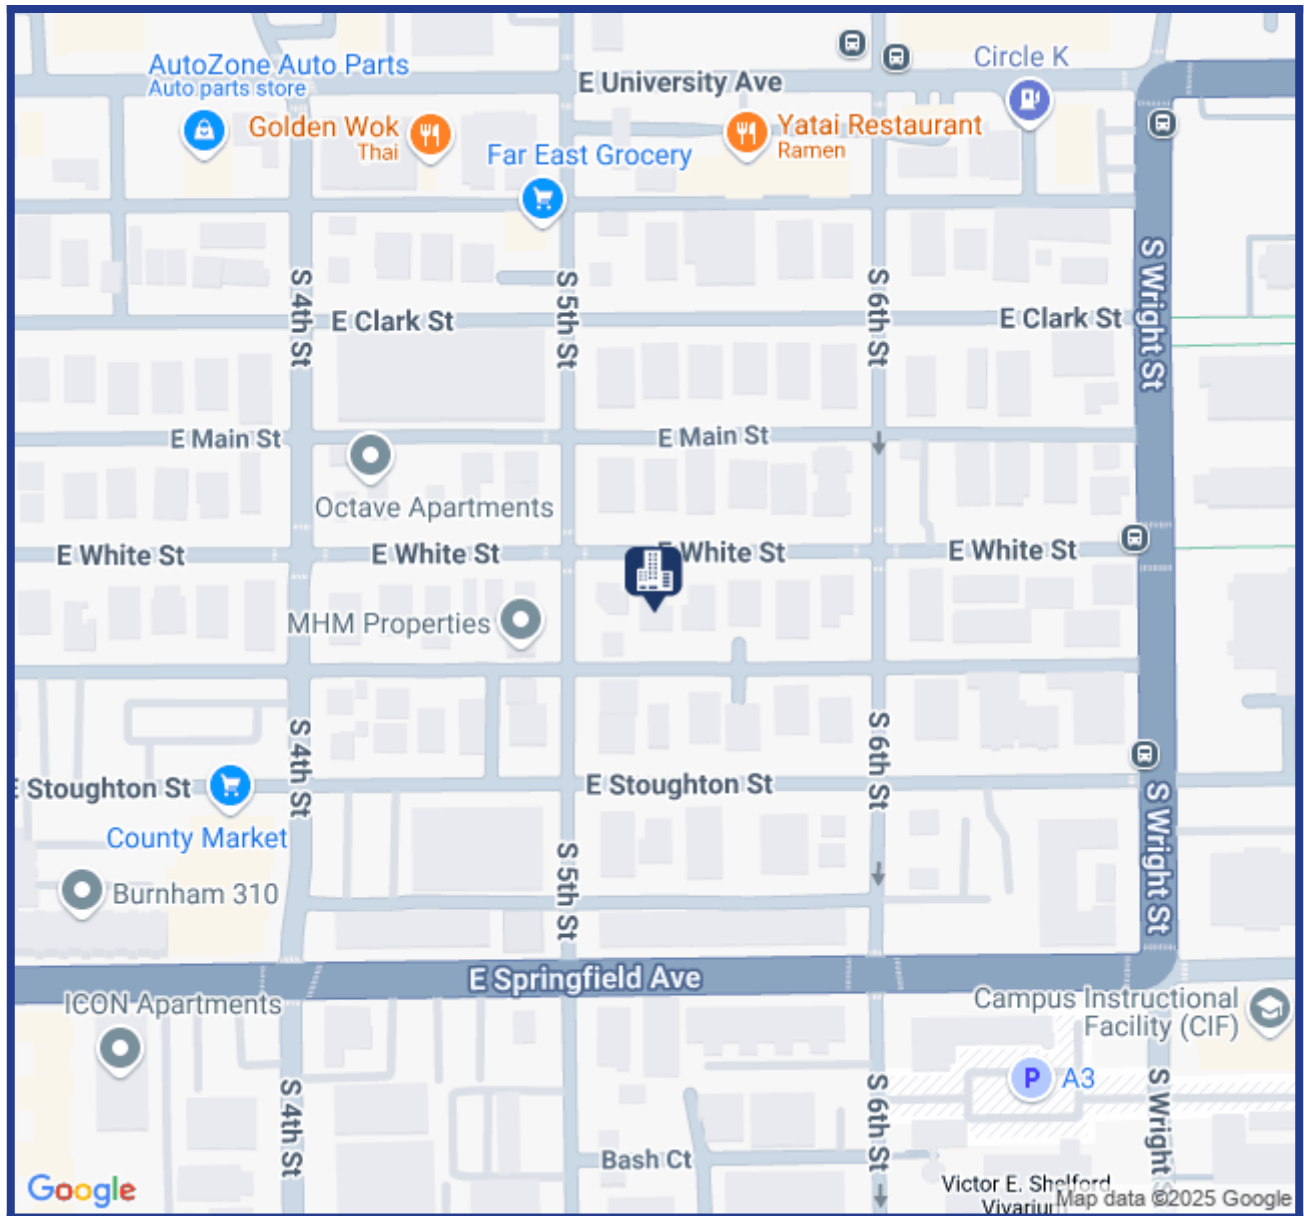 AutoZone Auto Parts
Auto parts store
E University Ave
Circle K
Golden Wok
Thai
Yatai Restaurant
Ramen
Far East Grocery
S 4th St
S 5th St
S 6th St
S Wright St
E Clark St
E Clark St
E Main St
E Main St
Octave Apartments
E White St
E White St
E White St
E White St
MHM Properties
S 4th St
S 6th St
E Stoughton St
E Stoughton St
County Market
S 5th St
S Wright St
Burnham 310
E Springfield Ave
ICON Apartments
Campus Instructional
Facility (CIF)
P A3
S 4th St
S 6th St
S Wright S
Bash Ct
Victor E. Shelford
Vivarium
Google
Map data ©2025 Google